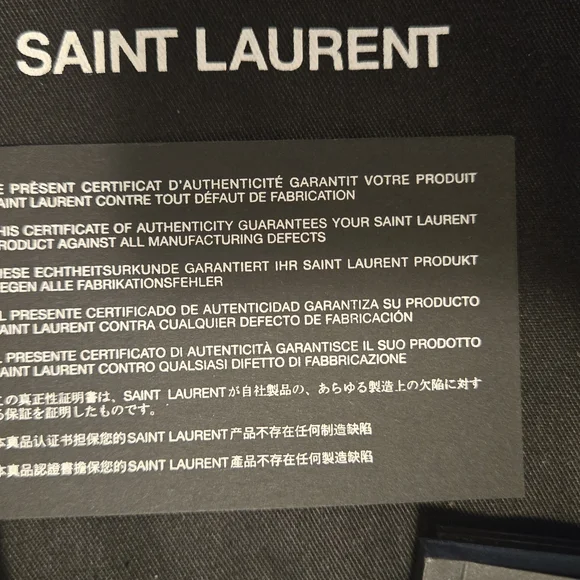 SAINT LAURENT
E PRÉSENT CERTIFICAT D'AUTHENTICITÉ GARANTIT VOTRE PRODUIT
AINT LAURENT CONTRE TOUT DÉFAUT DE FABRICATION
HIS CERTIFICATE OF AUTHENTICITY GUARANTEES YOUR SAINT LAURENT
RODUCT AGAINST ALL MANUFACTURING DEFECTS
IESE ECHTHEITSURKUNDE GARANTIERT IHR SAINT LAURENT PRODUKT
EGEN ALLE FABRIKATIONSFEHLER
L PRESENTE CERTIFICADO DE AUTENTICIDAD GARANTIZA SU PRODUCTO
AINT LAURENT CONTRA CUALQUIER DEFECTO DE FABRICACIÓN
L PRESENTE CERTIFICATO DI AUTENTICITÀ GARANTISCE IL SUO PRODOTTO
AINT LAURENT CONTRO QUALSIASI DIFETTO DI FABBRICAZIONE
この真正性証明書は、SAINT LAURENTが自社製品の、あらゆる製造上の欠陥に対す
る保証を証明したものです。
本真品认证书担保您的SAINT LAURENT产品不存在任何制造缺陷
本真品認證書擔保您的SAINT LAURENT產品不存在任何製造缺陷